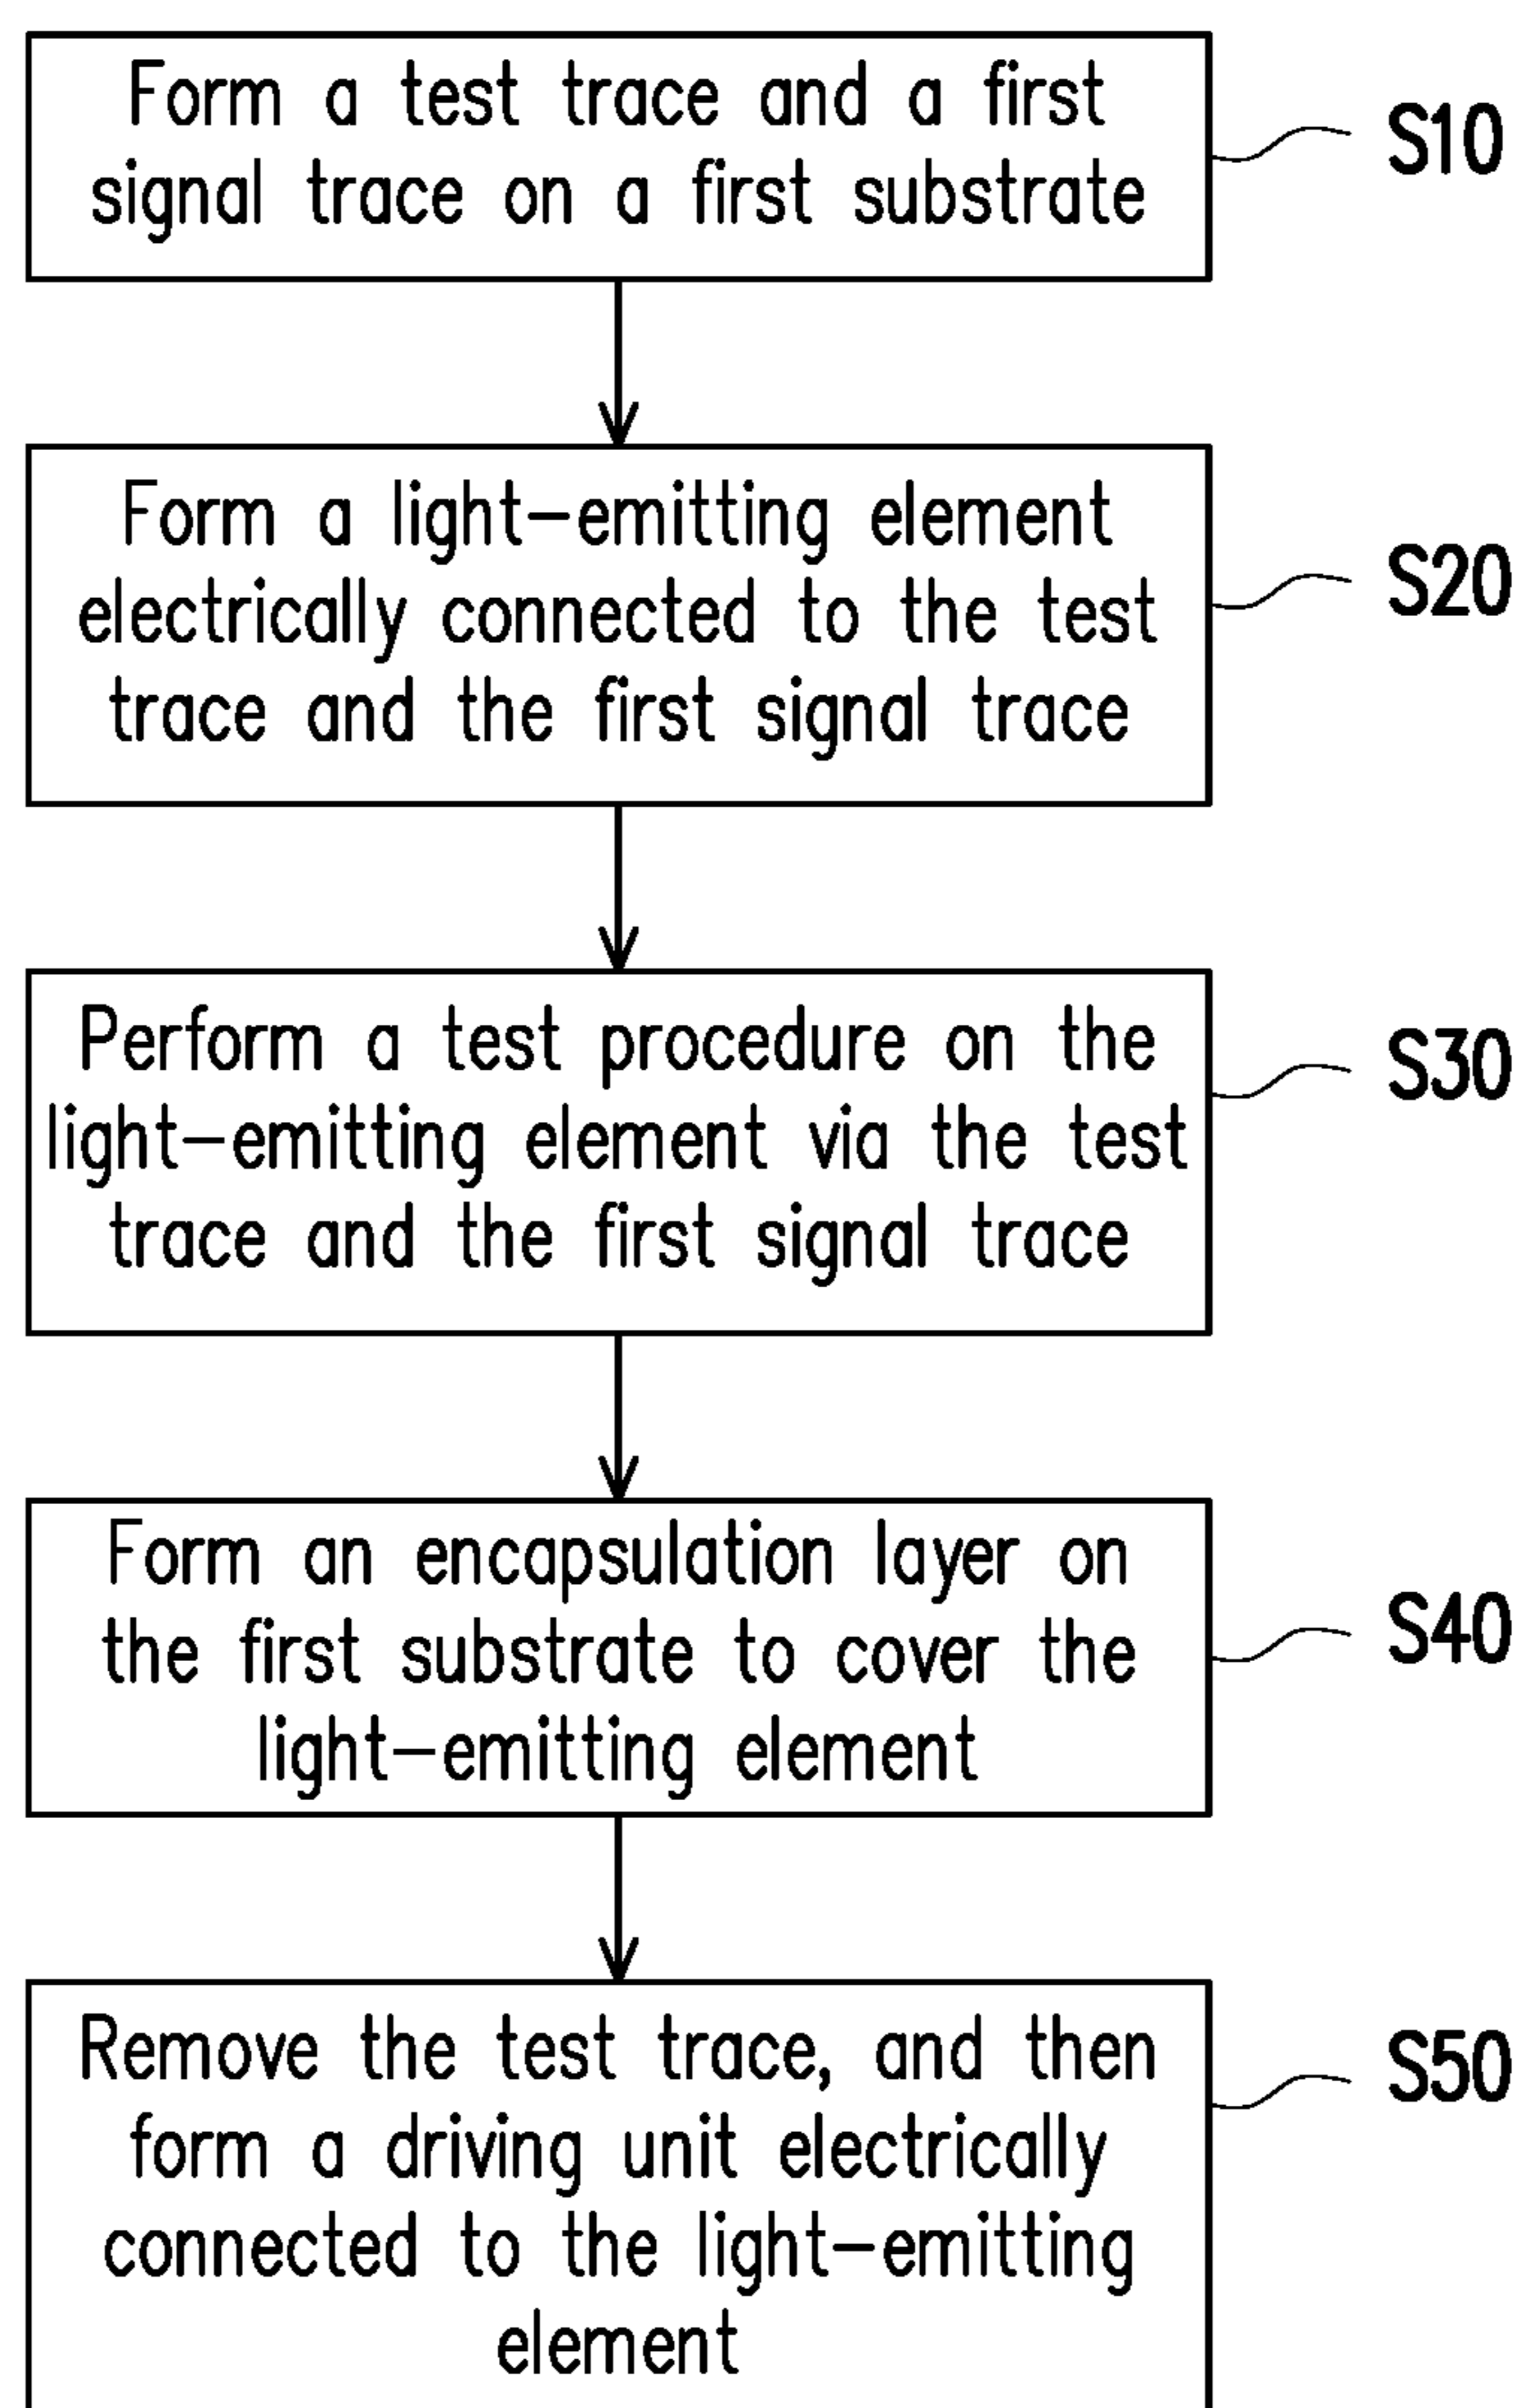 Form a test trace and a first
signal trace on a first substrate
S10
Form a light-emitting element
electrically connected to the test
trace and the first signal trace
S20
Perform a test procedure on the
light-emitting element via the test
trace and the first signal trace
S30
Form an encapsulation layer on
the first substrate to cover the
light-emitting element
S40
Remove the test trace, and then
form a driving unit electrically
connected to the light-emitting
element
S50